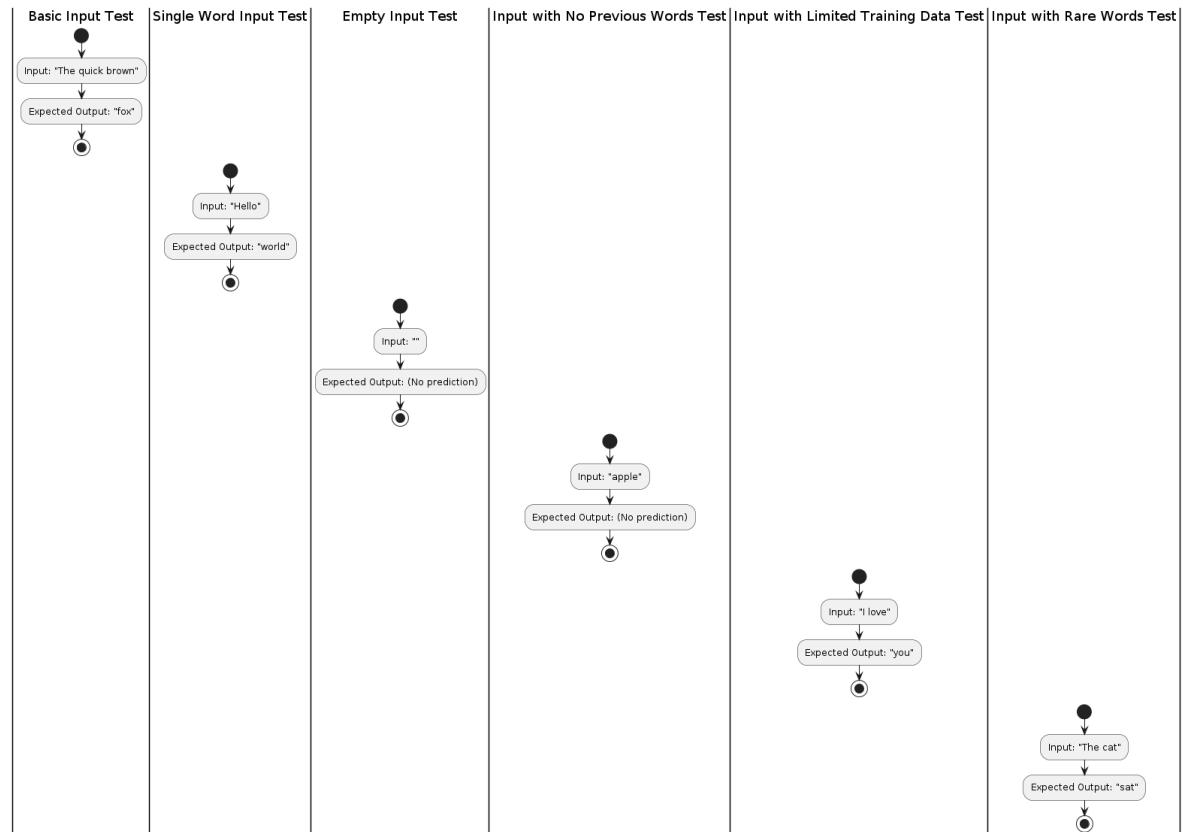 Basic Input Test
Single Word Input Test
Empty Input Test
Input with No Previous Words Test
Input with Limited Training Data Test
Input with Rare Words Test
Input: "The quick brown"
Expected Output: "fox"
Input: "Hello"
Expected Output: "world"
Input: ""
Expected Output: (No prediction)
Input: "apple"
Expected Output: (No prediction)
Input: "I love"
Expected Output: "you"
Input: "The cat"
Expected Output: "sat"